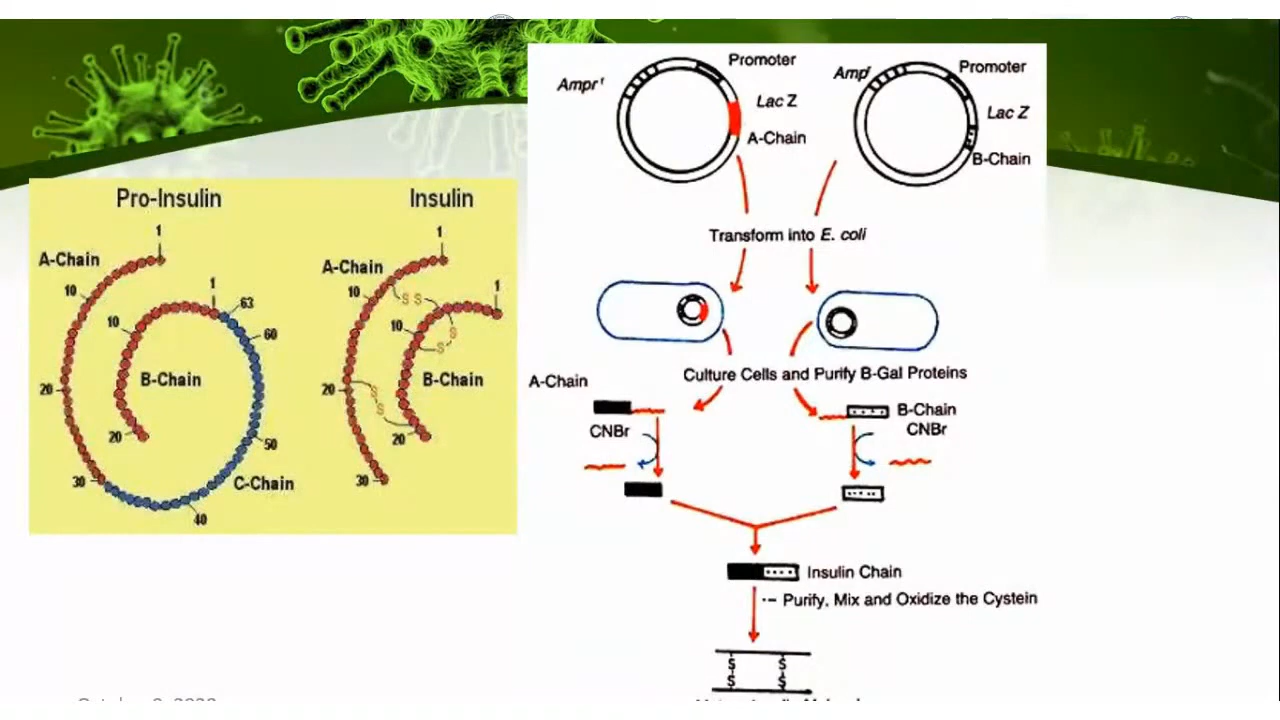 Pro-Insulin
1
A-Chain
10
1
63
10
60
B-Chain
20
20
50
30
C-Chain
40
Insulin
1
A-Chain
1
10
S S
10
S
S
B-Chain
20
S
S
20
30
Promoter
Ampr r
Lac Z
A-Chain
Promoter
Ampr
Lac Z
B-Chain
Transform into E. coli
Culture Cells and Purify B-Gal Proteins
A-Chain
CNBr
B-Chain
CNBr
Insulin Chain
·- Purify, Mix and Oxidize the Cystein
S S
S S